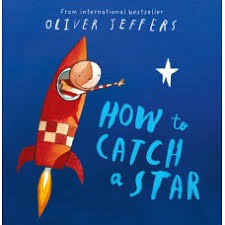 From international bestseller
OLIVER JEFFERS
HOW to
CATCH
a STAR